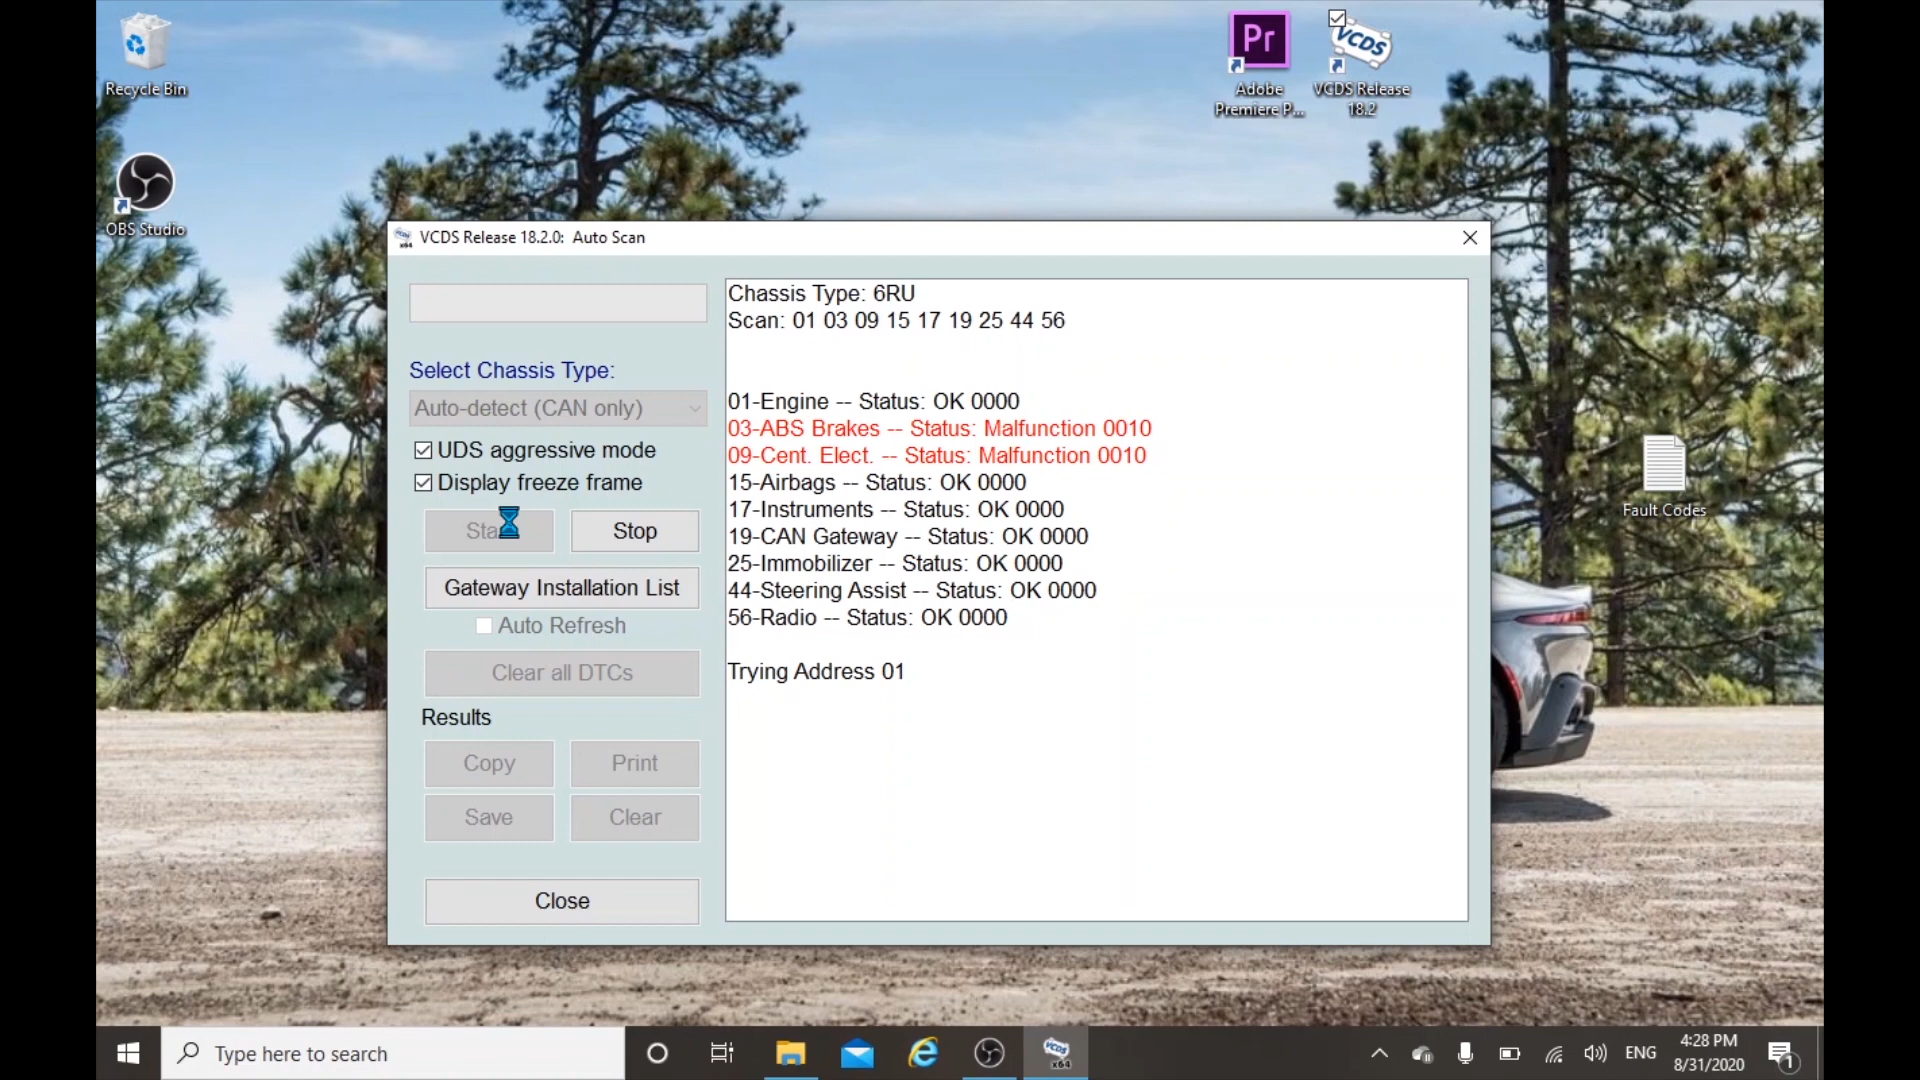 Recycle Bin
OBS Studio
Pr
Adobe
Premiere P...
VCDS
VCDS Release
18.2
Fault Codes
VCDS Release 18.2.0:  Auto Scan
Select Chassis Type:
Auto-detect (CAN only)
UDS aggressive mode
Display freeze frame
Stop
Gateway Installation List
Auto Refresh
Clear all DTCs
Results
Copy
Print
Save
Clear
Close
Chassis Type: 6RU
Scan: 01 03 09 15 17 19 25 44 56
01-Engine -- Status: OK 0000
03-ABS Brakes -- Status: Malfunction 0010
09-Cent. Elect. -- Status: Malfunction 0010
15-Airbags -- Status: OK 0000
17-Instruments -- Status: OK 0000
19-CAN Gateway -- Status: OK 0000
25-Immobilizer -- Status: OK 0000
44-Steering Assist -- Status: OK 0000
56-Radio -- Status: OK 0000
Trying Address 01
Type here to search
VCDS
x64
ENG
4:28 PM
8/31/2020
1